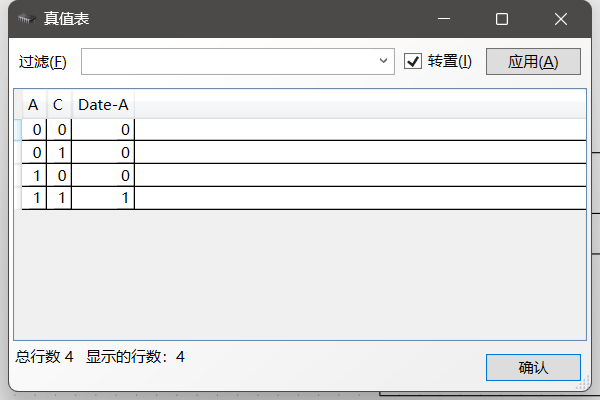 真值表
过滤(F) 转置(I) 应用(A)
A C Date-A
0 0 0
0 1 0
1 0 0
1 1 1
总行数 4 显示的行数： 4
确认